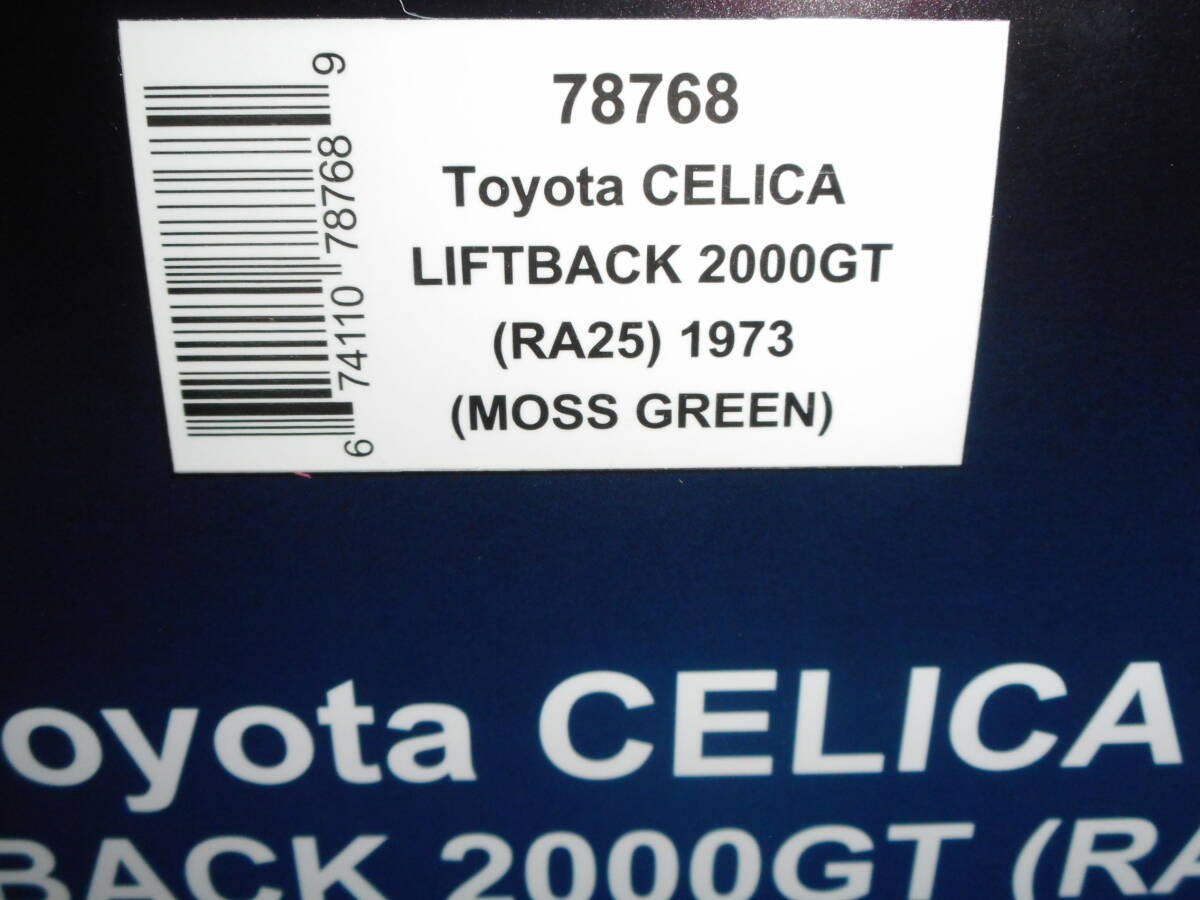 78768
Toyota CELICA
LIFTBACK 2000GT
(RA25) 1973
(MOSS GREEN)
6 74110 78768 9
oyota CELICA
BACK 2000GT (RA